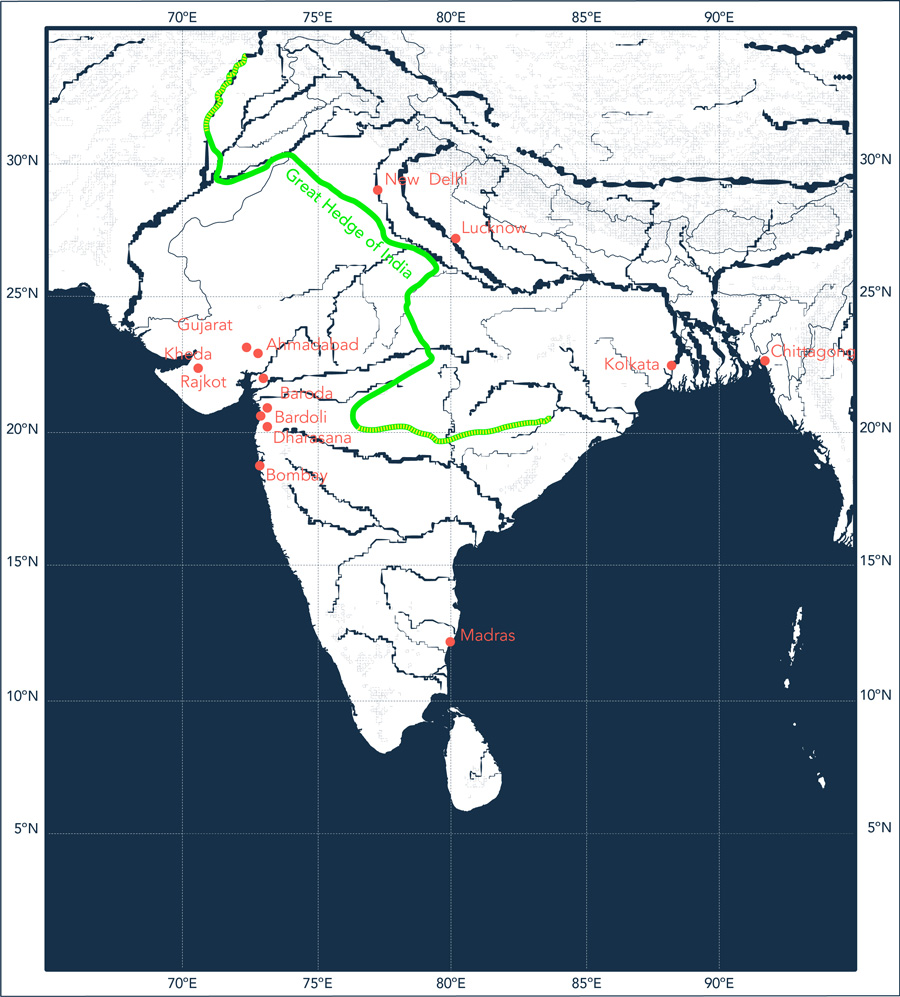 70°E 75°E 80°E 85°E 90°E
30°N 30°N
New Delhi
Great Hedge of India
Lucknow
25°N 25°N
Gujarat
Ahmadabad
Kheda
Chittagong
Kolkata
Rajkot
Baroda
Bardoli
20°N 20°N
Dharasana
Bombay
15°N 15°N
Madras
10°N 10°N
5°N 5°N
70°E 75°E 80°E 85°E 90°E